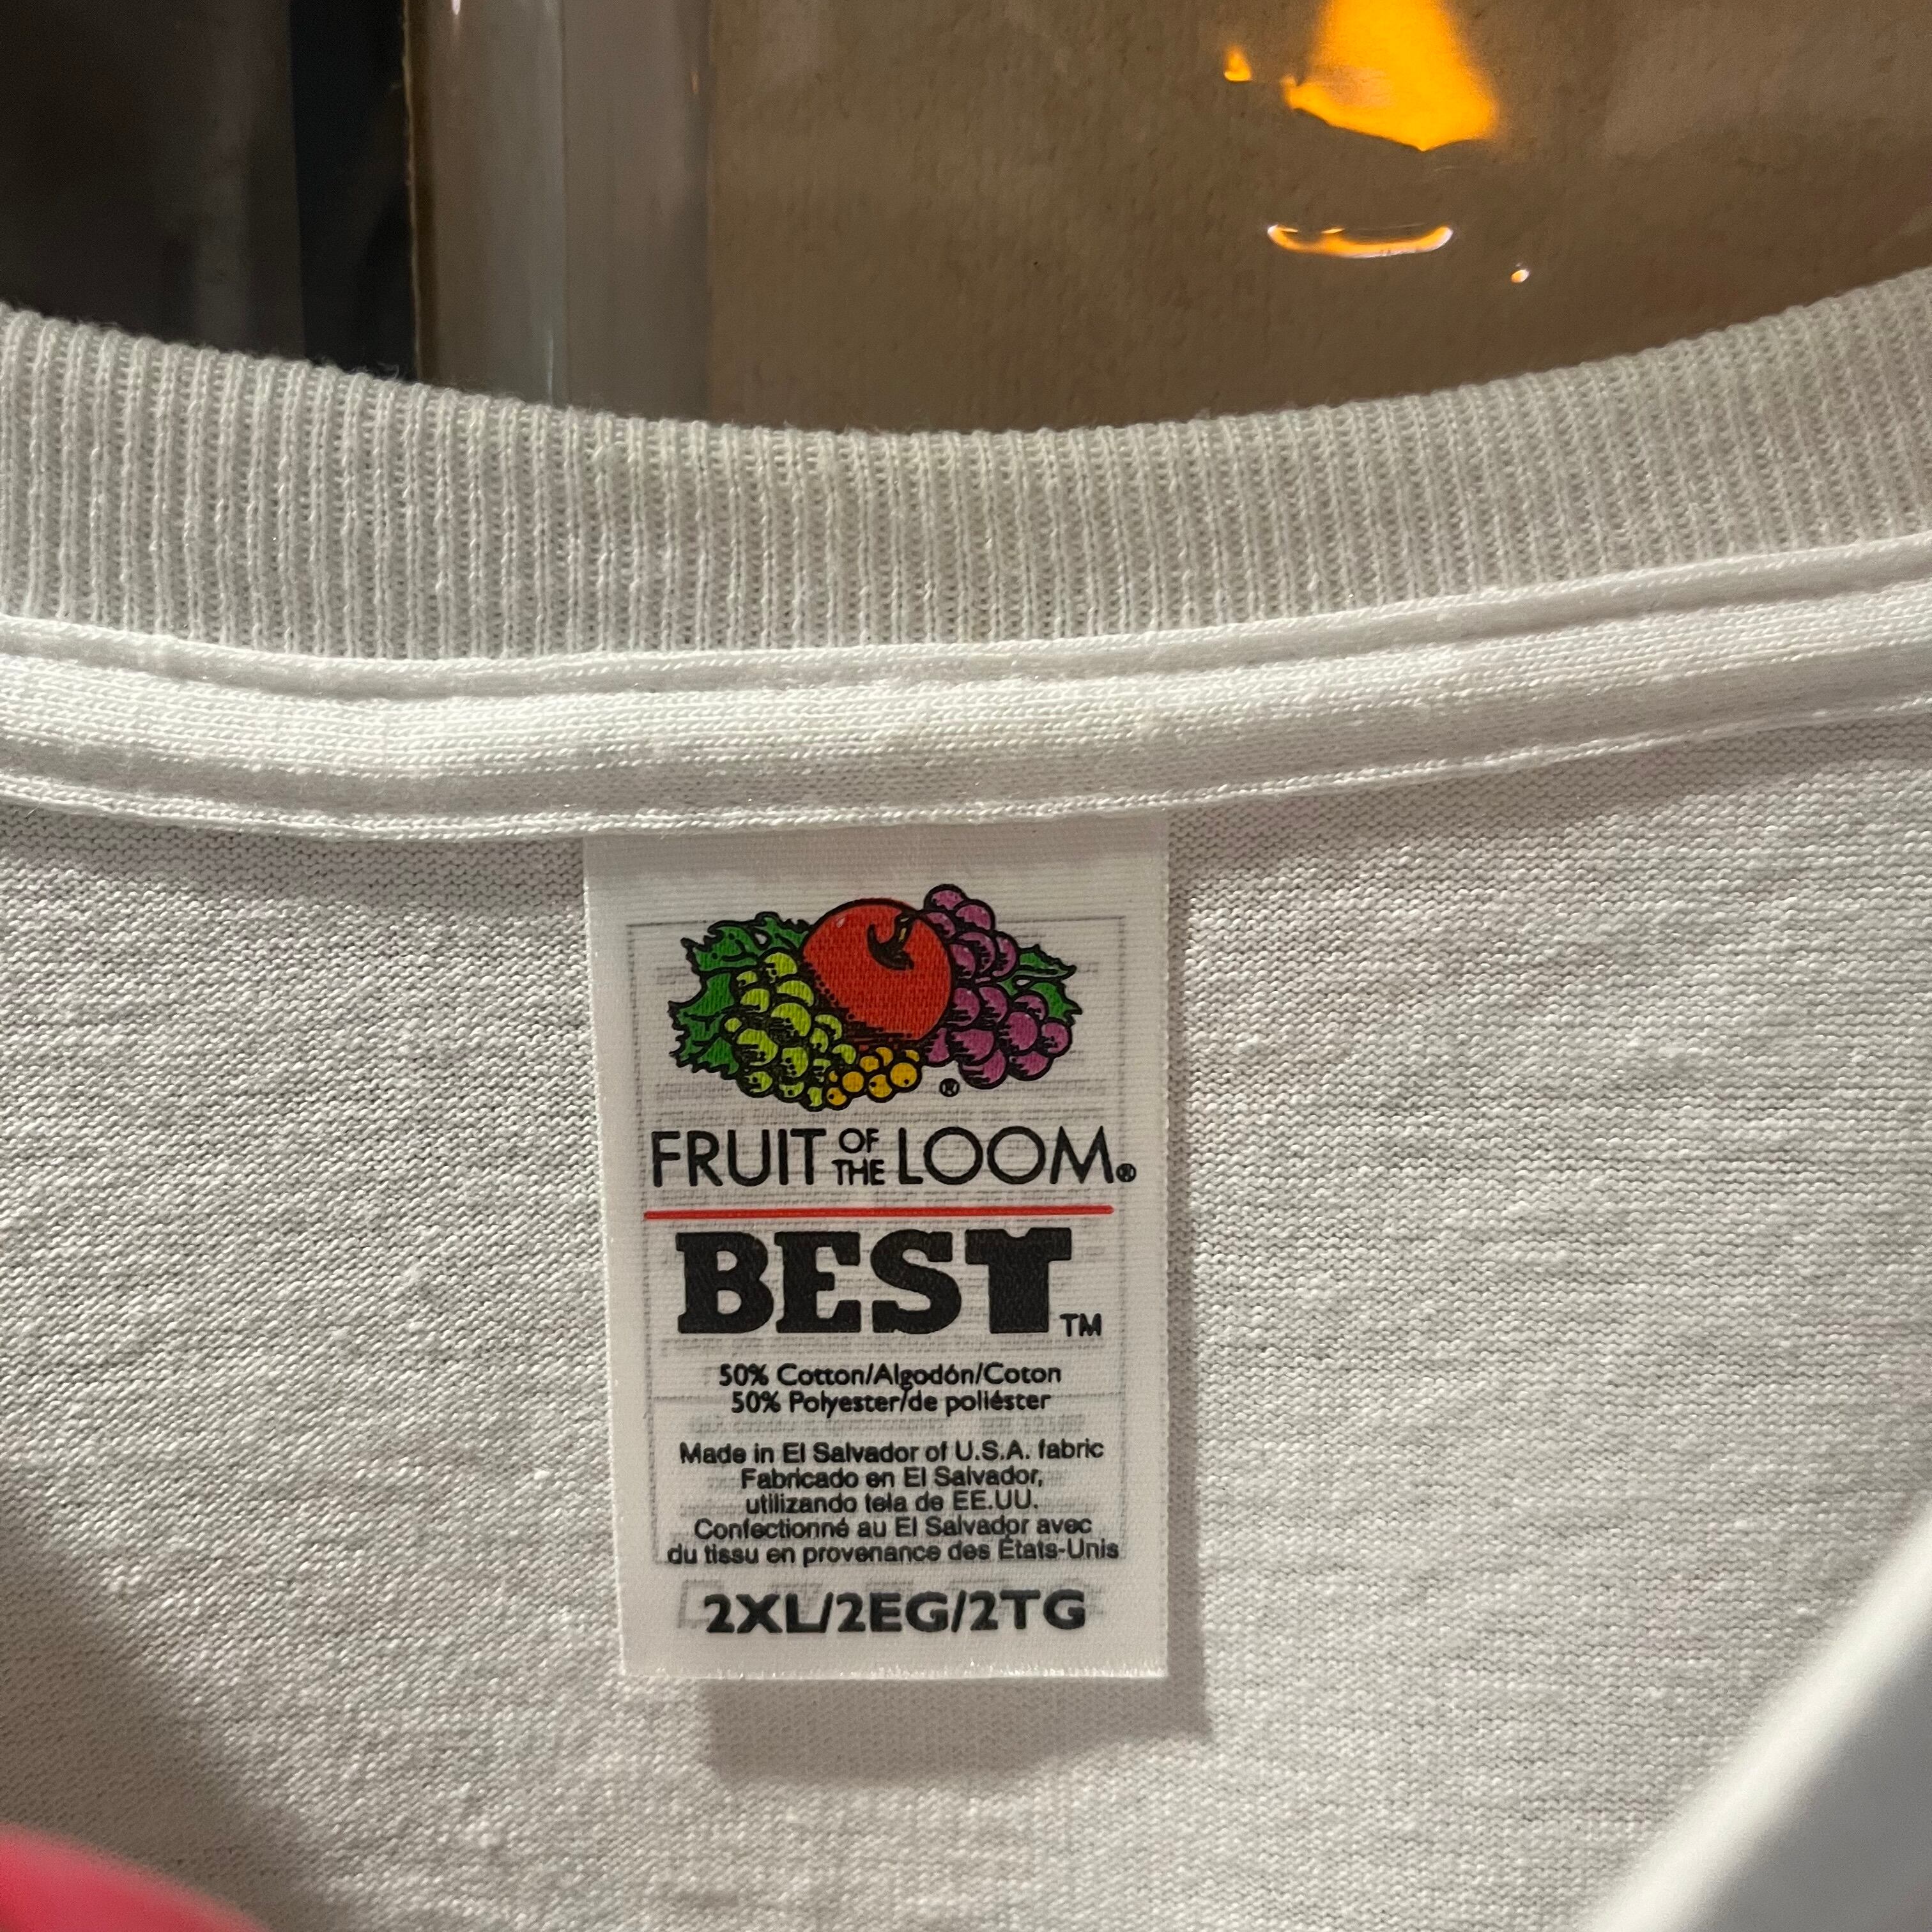 ®
FRUIT OF THE LOOM®
BEST™
50% Cotton/Algodón/Coton
50% Polyester/de poliéster
Made in El Salvador of U.S.A. fabric
Fabricado en El Salvador,
utilizando tela de EE.UU.
Confectionné au El Salvador avec
du tissu en provenance des États-Unis
2XL/2EG/2TG